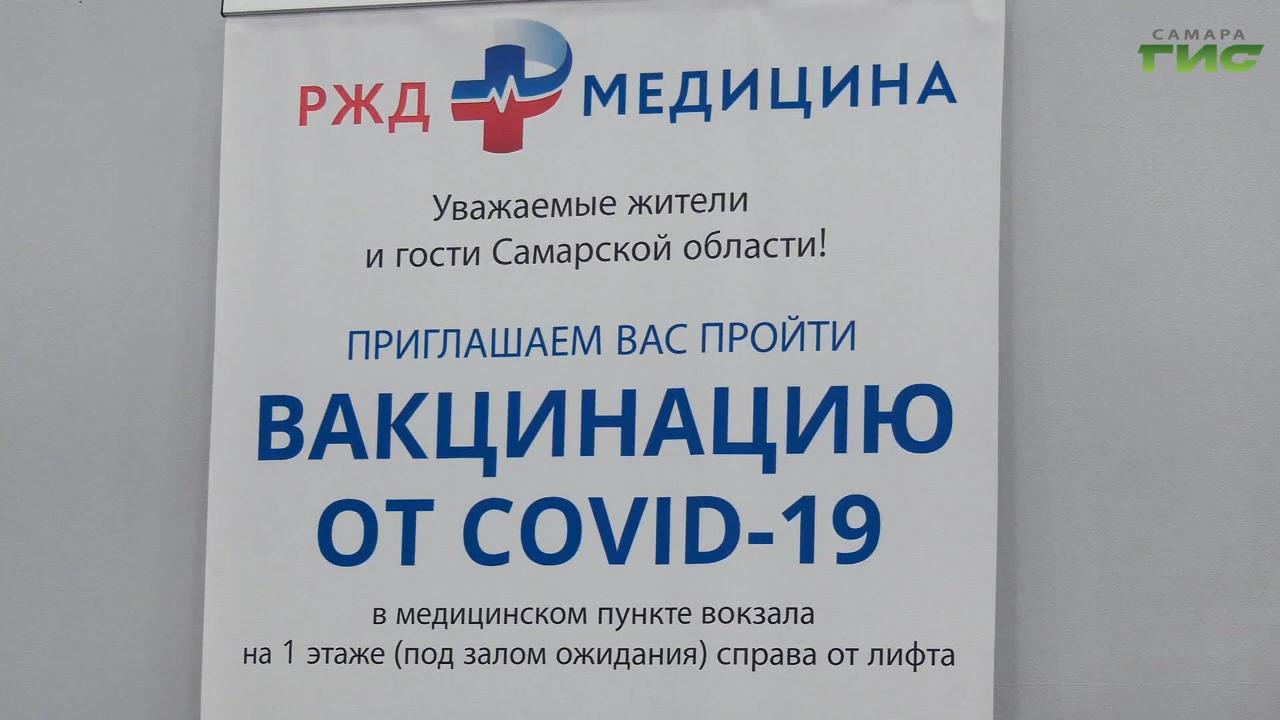 САМАРА
ГИС
РЖД МЕДИЦИНА
Уважаемые жители
и гости Самарской области!
ПРИГЛАШАЕМ ВАС ПРОЙТИ
ВАКЦИНАЦИЮ
ОТ COVID-19
в медицинском пункте вокзала
на 1 этаже (под залом ожидания) справа от лифта